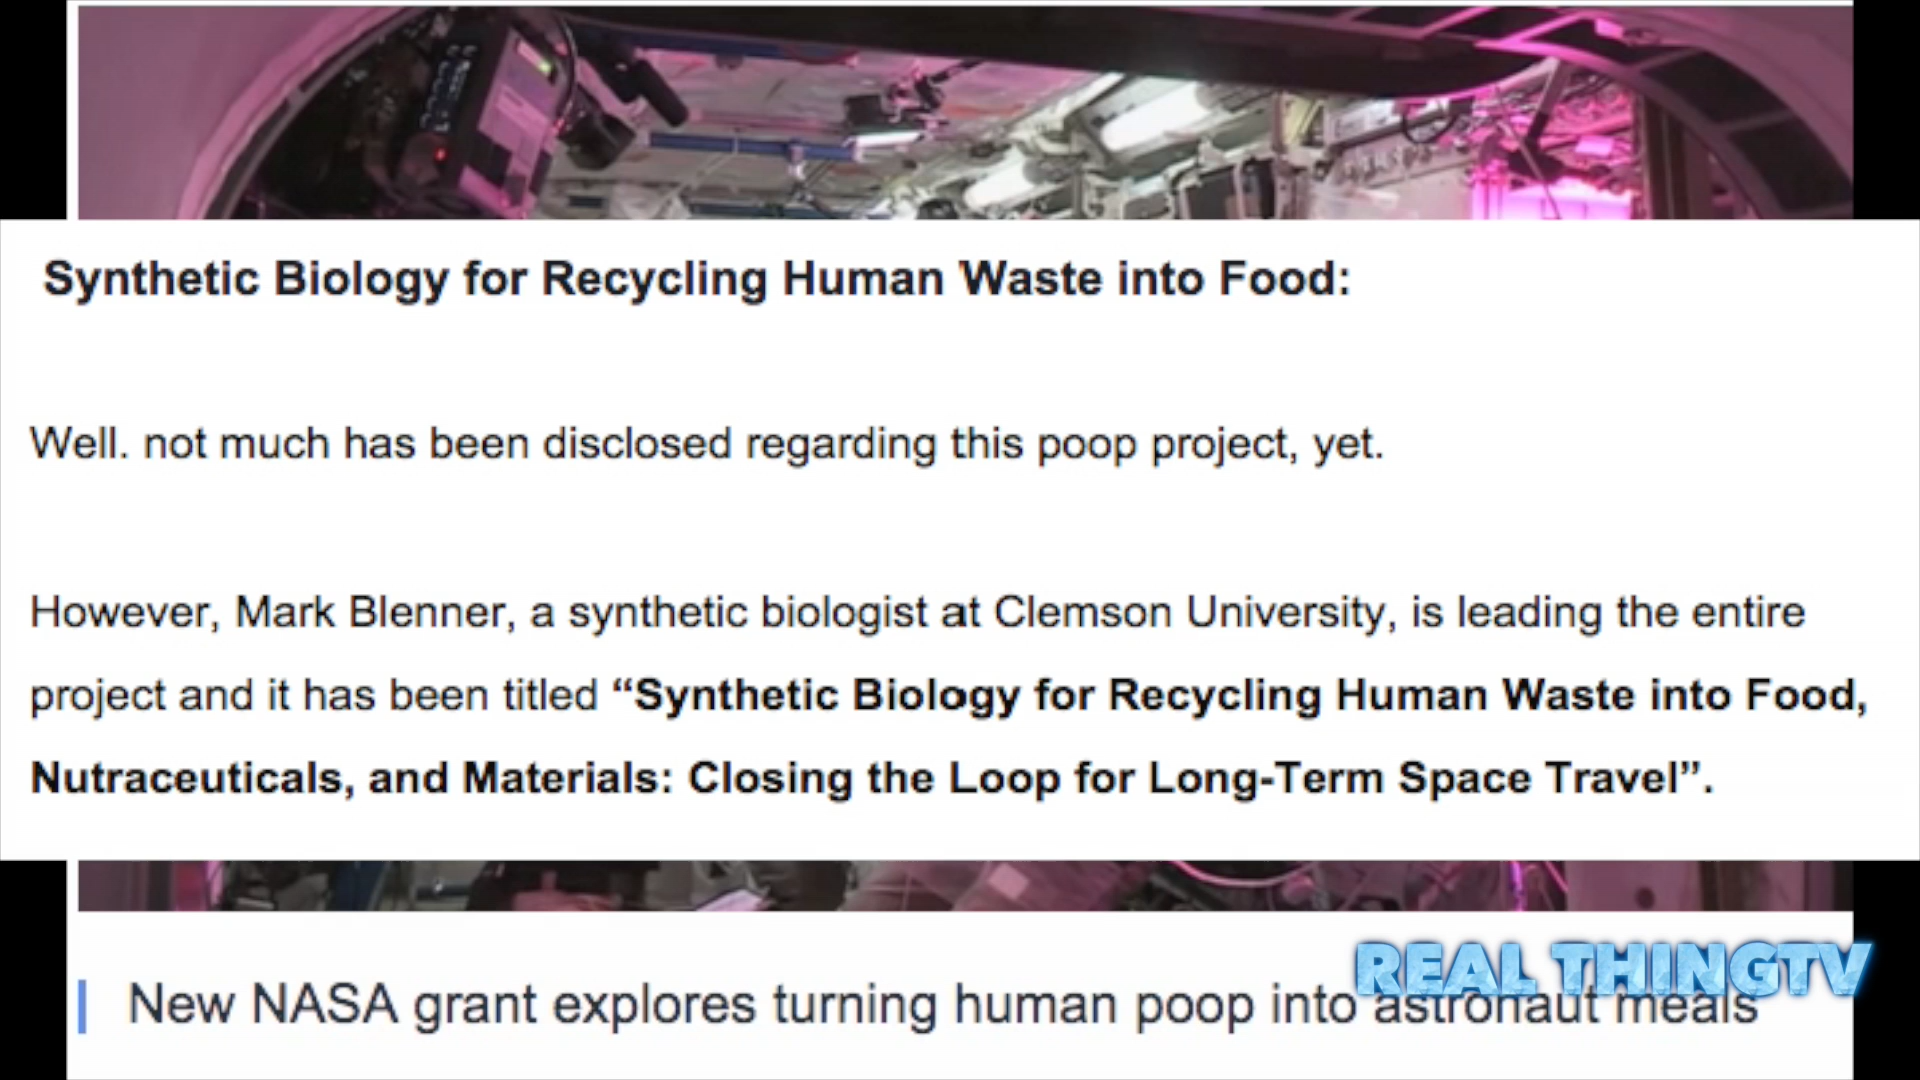 Synthetic Biology for Recycling Human Waste into Food:
Well. not much has been disclosed regarding this poop project, yet.
However, Mark Blenner, a synthetic biologist at Clemson University, is leading the entire
project and it has been titled “Synthetic Biology for Recycling Human Waste into Food,
Nutraceuticals, and Materials: Closing the Loop for Long-Term Space Travel”.
REAL THINGTV
New NASA grant explores turning human poop into astronaut meals